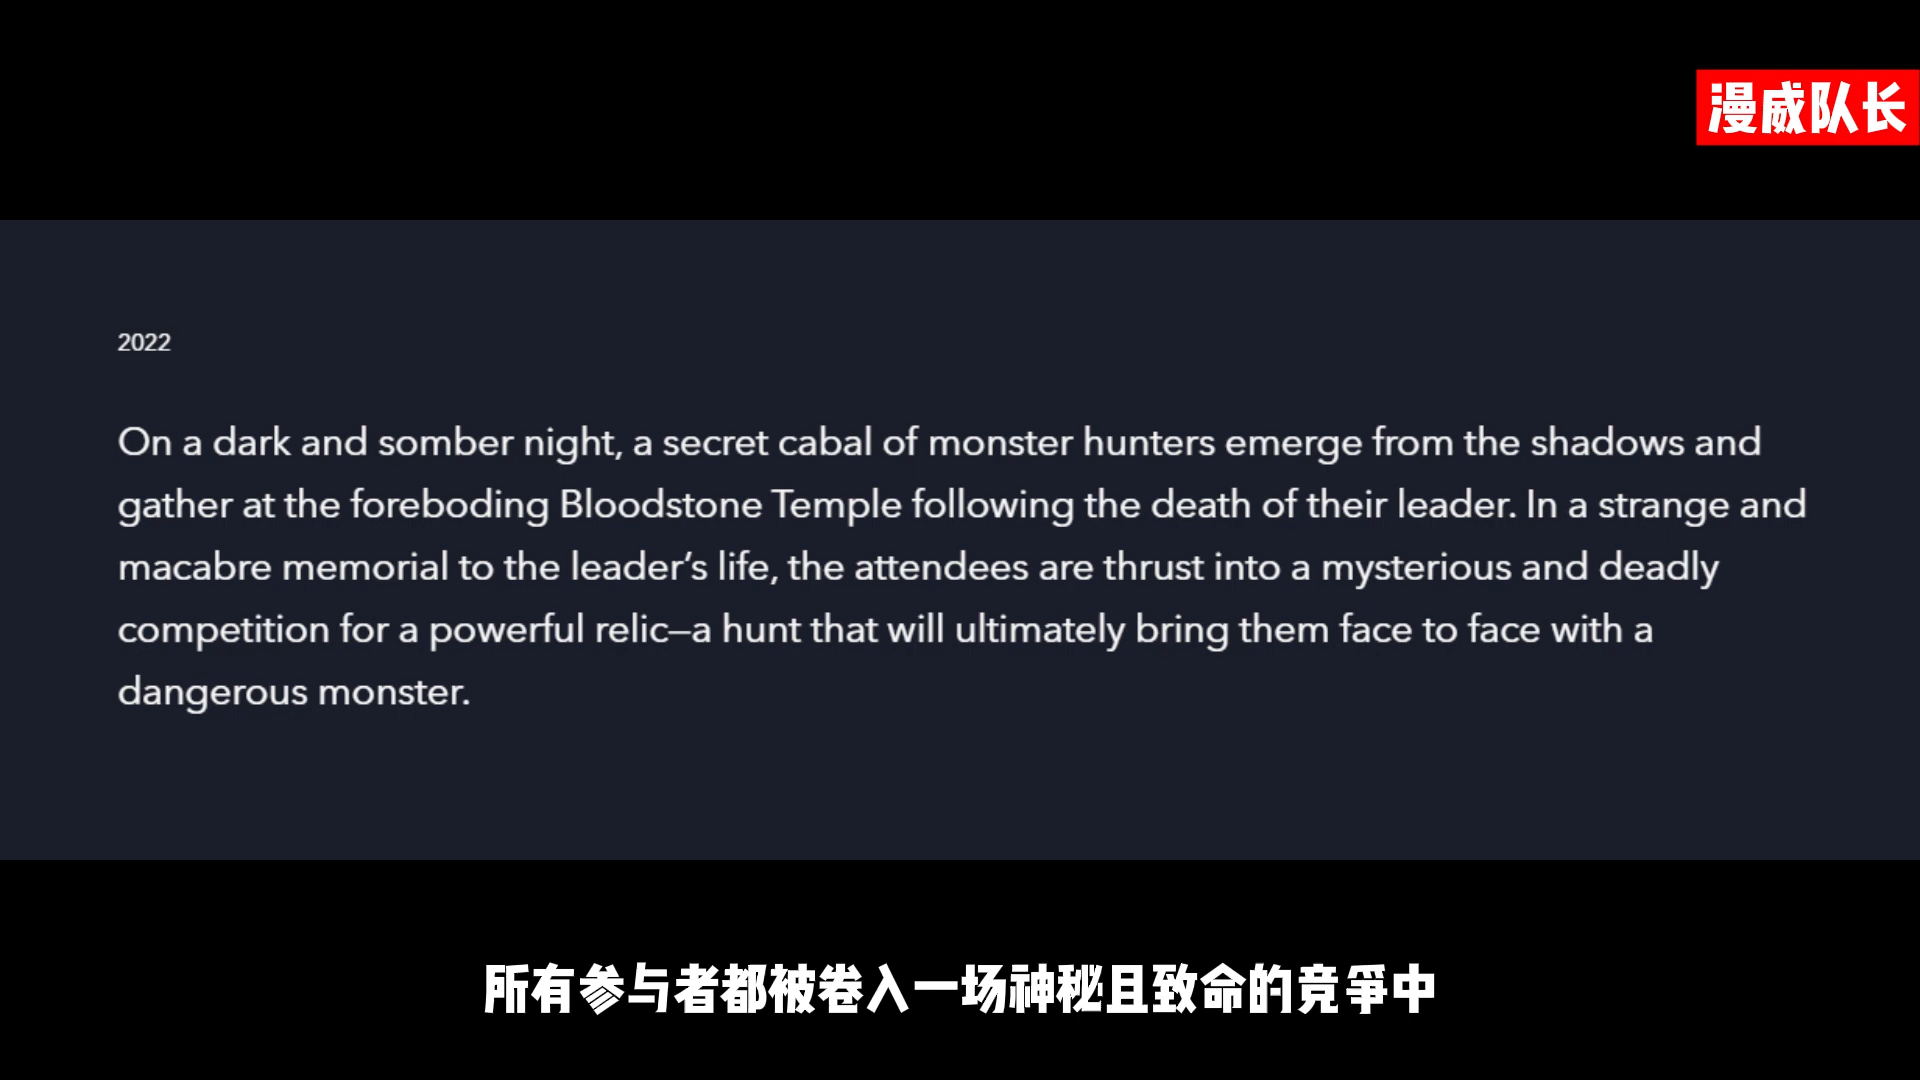 漫威队长
2022
On a dark and somber night, a secret cabal of monster hunters emerge from the shadows and
gather at the foreboding Bloodstone Temple following the death of their leader. In a strange and
macabre memorial to the leader’s life, the attendees are thrust into a mysterious and deadly
competition for a powerful relic—a hunt that will ultimately bring them face to face with a
dangerous monster.
所有参与者都被卷入一场神秘且致命的竞争中